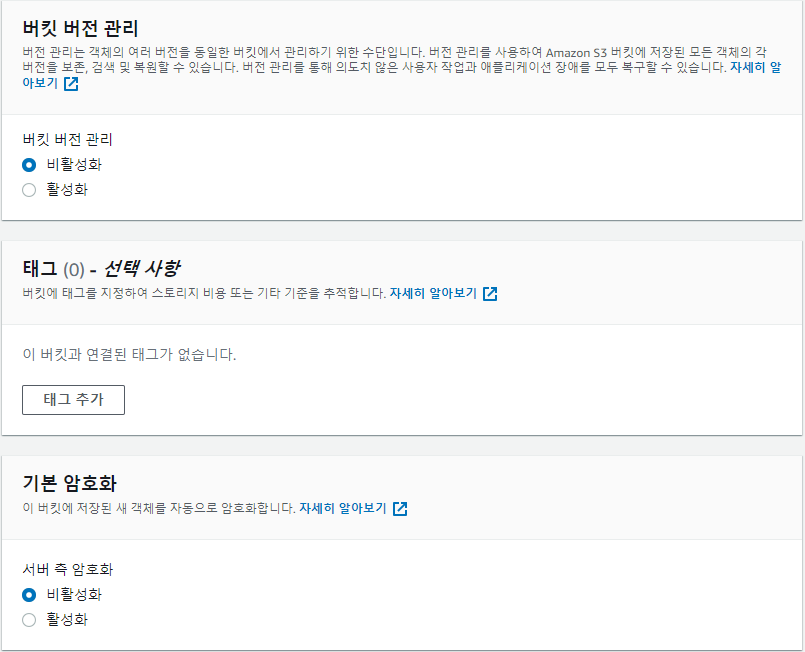 버킷 버전 관리
버전 관리는 객체의 여러 버전을 동일한 버킷에서 관리하기 위한 수단입니다. 버전 관리를 사용하여 Amazon S3 버킷에 저장된 모든 객체의 각
버전을 보존, 검색 및 복원할 수 있습니다. 버전 관리를 통해 의도치 않은 사용자 작업과 애플리케이션 장애를 모두 복구할 수 있습니다. 자세히 알
아보기
버킷 버전 관리
비활성화
활성화
태그 (0) - 선택 사항
버킷에 태그를 지정하여 스토리지 비용 또는 기타 기준을 추적합니다. 자세히 알아보기
이 버킷과 연결된 태그가 없습니다.
태그 추가
기본 암호화
이 버킷에 저장된 새 객체를 자동으로 암호화합니다. 자세히 알아보기
서버 측 암호화
비활성화
활성화